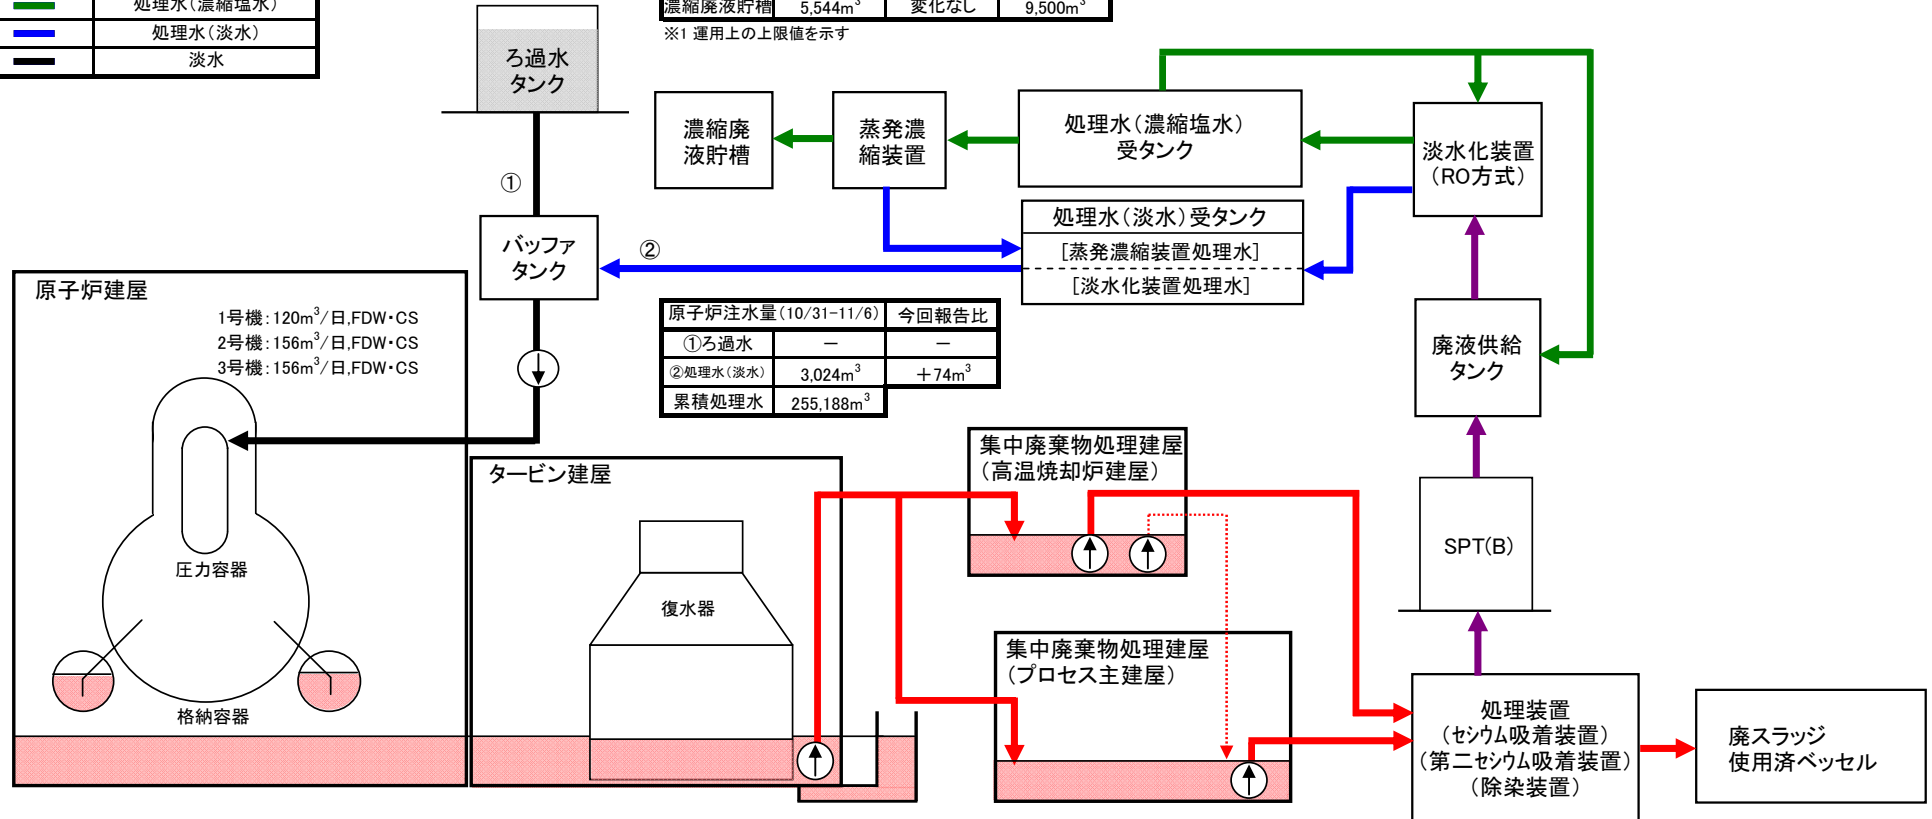 処理水(濃縮塩水)
処理水(淡水)
淡水
濃縮廃液貯槽 5,544m³ 変化なし 9,500m³
※1 運用上の上限値を示す
ろ過水
タンク
濃縮廃
液貯槽
蒸発濃
縮装置
処理水(濃縮塩水)
受タンク
淡水化装置
(RO方式)
①
バッファ
タンク
②
処理水(淡水)受タンク
[蒸発濃縮装置処理水]
[淡水化装置処理水]
原子炉建屋
1号機:120m³/日,FDW・CS
2号機:156m³/日,FDW・CS
3号機:156m³/日,FDW・CS
原子炉注水量(10/31-11/6) 今回報告比
①ろ過水 － －
②処理水(淡水) 3,024m³ ＋74m³
累積処理水 255,188m³
廃液供給
タンク
圧力容器
格納容器
タービン建屋
復水器
集中廃棄物処理建屋
(高温焼却炉建屋)
集中廃棄物処理建屋
(プロセス主建屋)
SPT(B)
処理装置
(セシウム吸着装置)
(第二セシウム吸着装置)
(除染装置)
廃スラッジ
使用済ベッセル